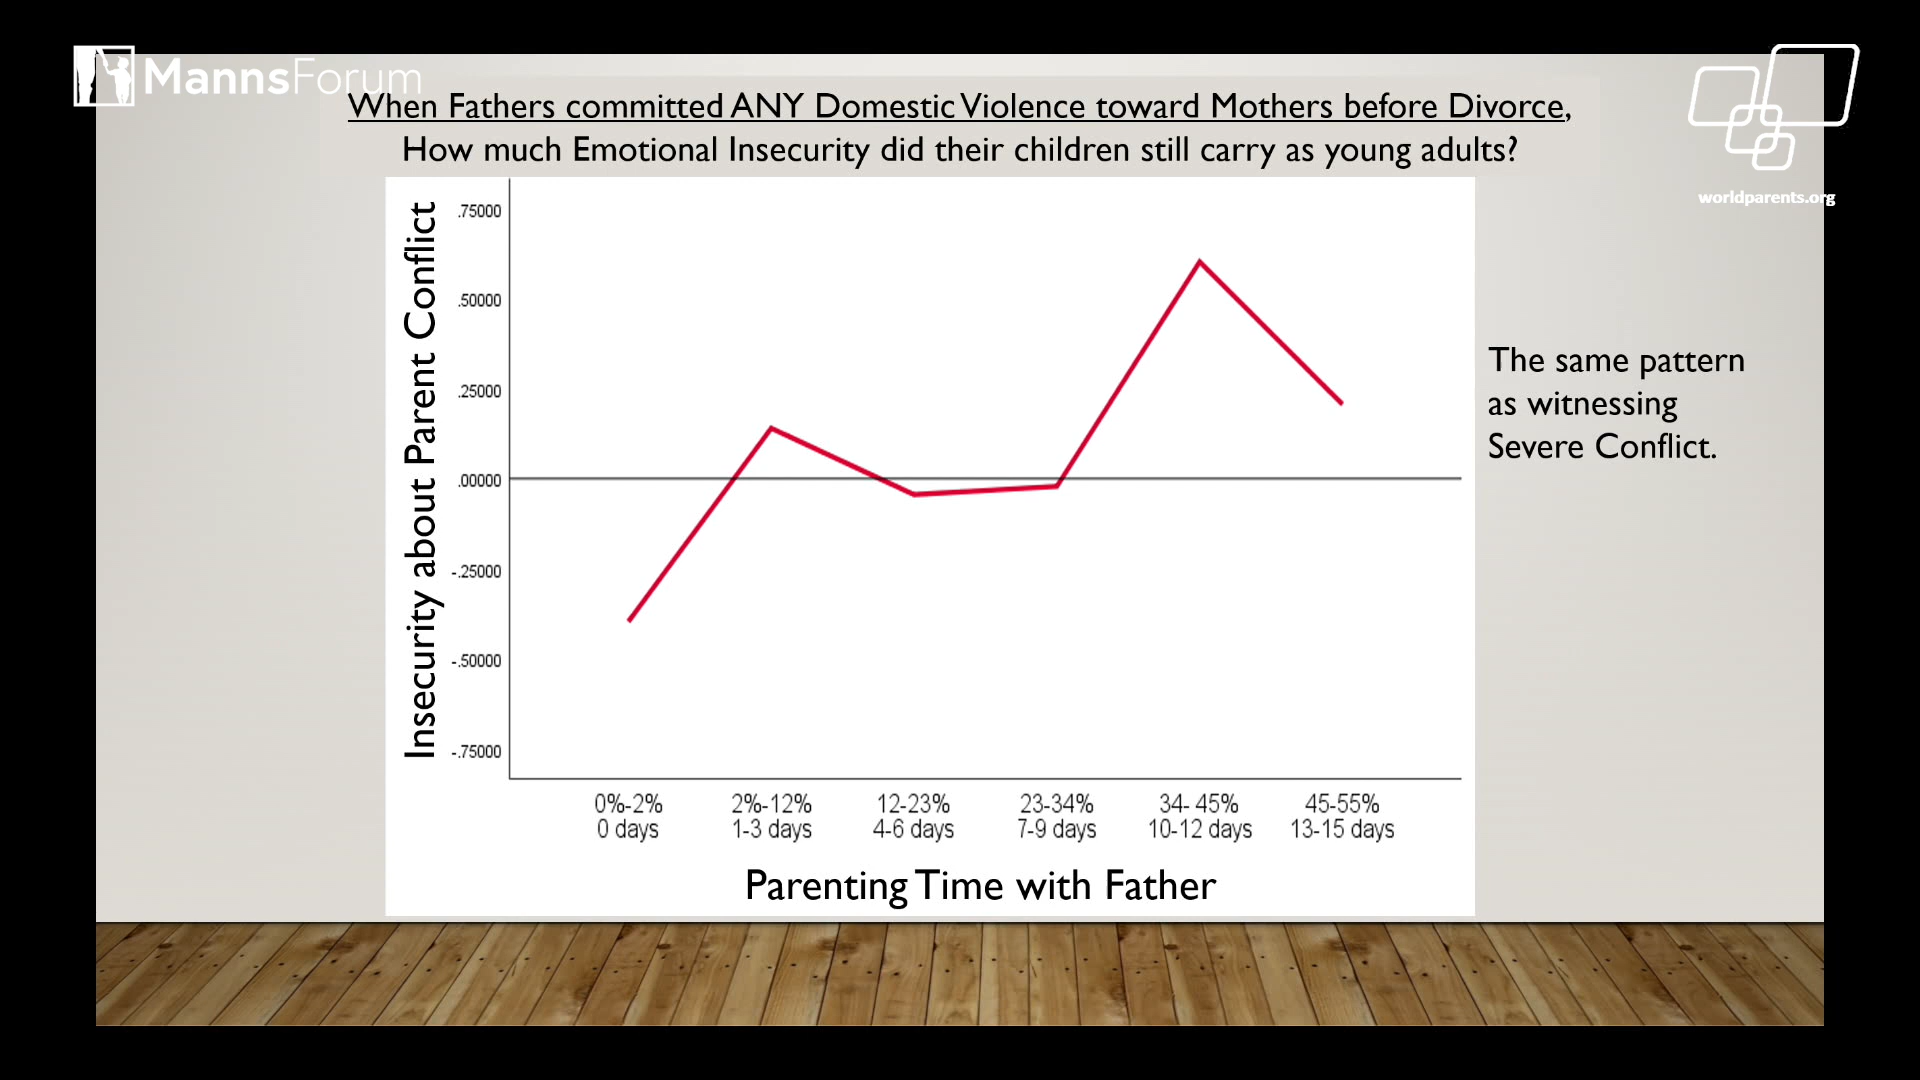 MannsForum
When Fathers committed ANY Domestic Violence toward Mothers before Divorce,
How much Emotional Insecurity did their children still carry as young adults?
worldparents.org
Insecurity about Parent Conflict
.75000
.50000
.25000
.00000
-.25000
-.50000
-.75000
The same pattern
as witnessing
Severe Conflict.
0%-2% 2%-12% 12-23% 23-34% 34- 45% 45-55%
0 days 1-3 days 4-6 days 7-9 days 10-12 days 13-15 days
Parenting Time with Father